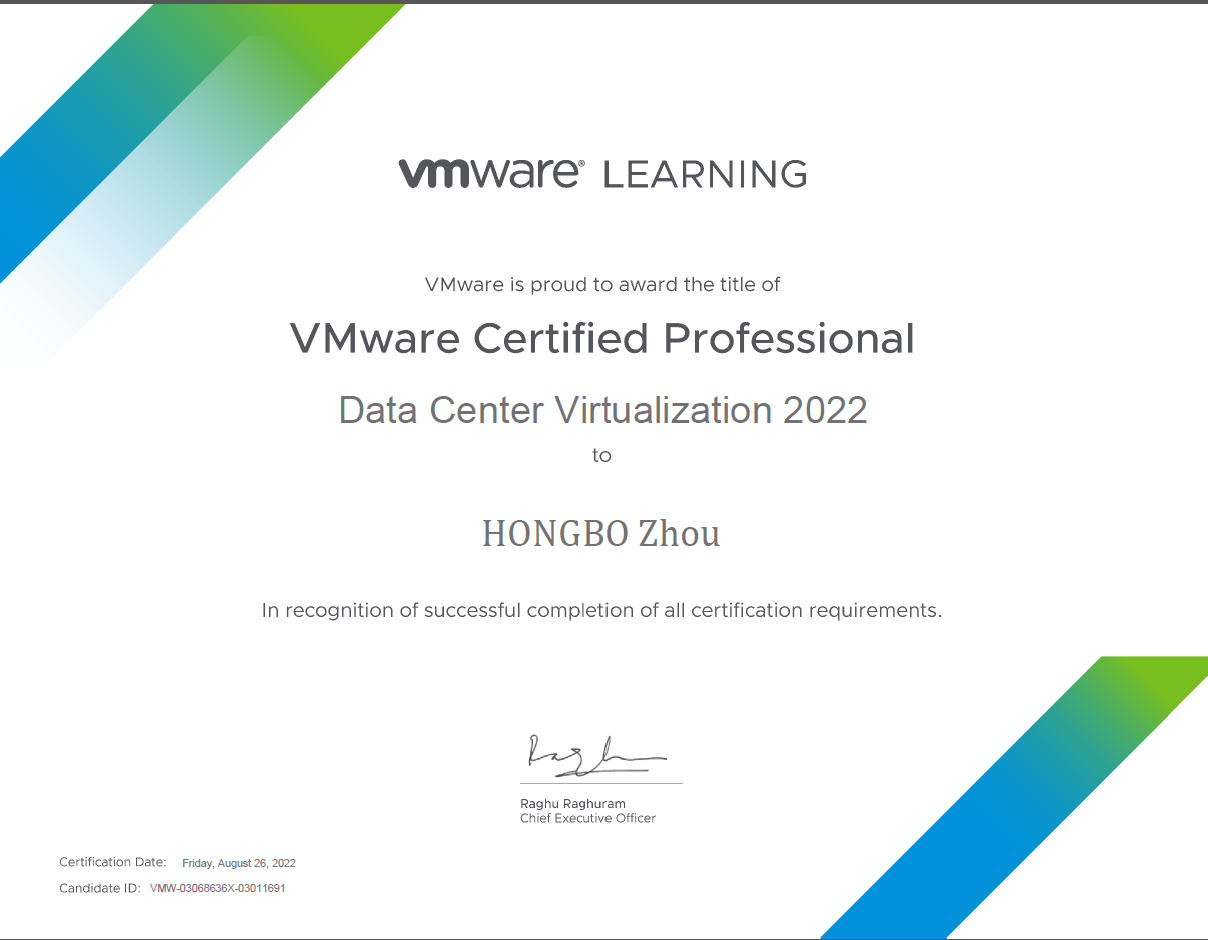 vmware® LEARNING
VMware is proud to award the title of
VMware Certified Professional
Data Center Virtualization 2022
to
HONGBO Zhou
In recognition of successful completion of all certification requirements.
Raghu Raghuram
Chief Executive Officer
Certification Date: Friday, August 26, 2022
Candidate ID: VMW-03068636X-03011691